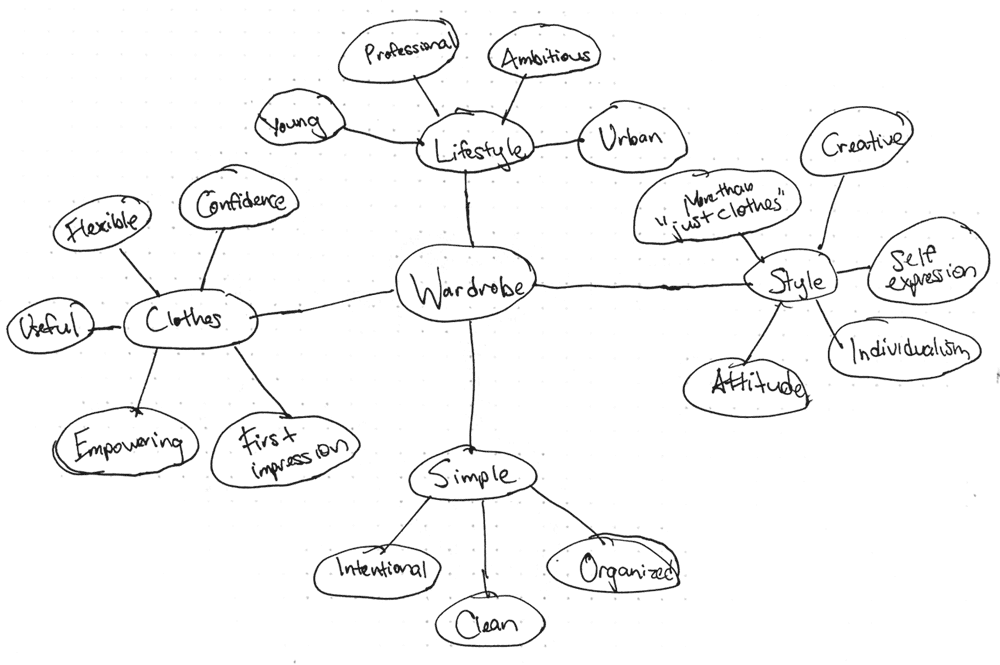 Professional
Ambitious
Young
Lifestyle
Urban
Creative
More than
"just clothes"
Confidence
Flexible
Self
expression
Wardrobe
Style
Useful
Clothes
Individualism
Attitude
Empowering
First
impression
Simple
Intentional
Organized
Clean